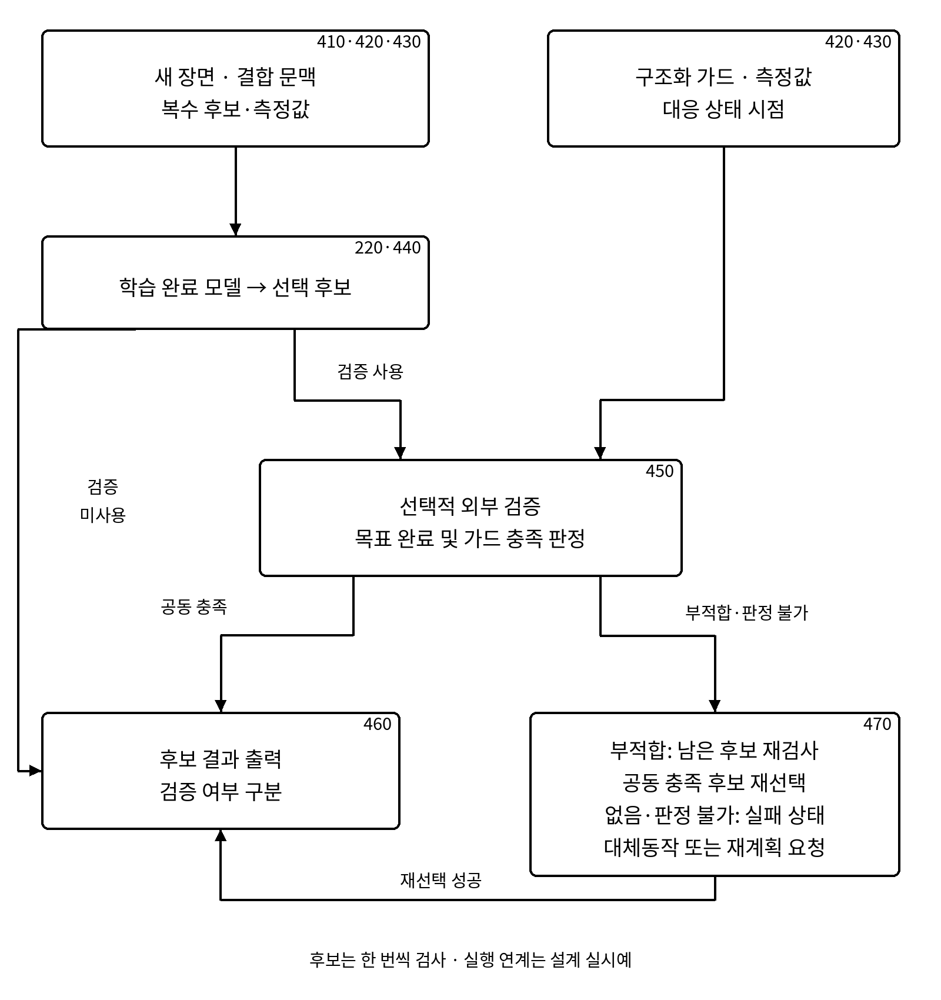 410·420·430
새 장면 · 결합 문맥
복수 후보·측정값
420·430
구조화 가드 · 측정값
대응 상태 시점
220·440
학습 완료 모델 → 선택 후보
검증 사용
검증
미사용
450
선택적 외부 검증
목표 완료 및 가드 충족 판정
공동 충족
부적합·판정 불가
460
후보 결과 출력
검증 여부 구분
470
부적합: 남은 후보 재검사
공동 충족 후보 재선택
없음·판정 불가: 실패 상태
대체동작 또는 재계획 요청
재선택 성공
후보는 한 번씩 검사 · 실행 연계는 설계 실시예